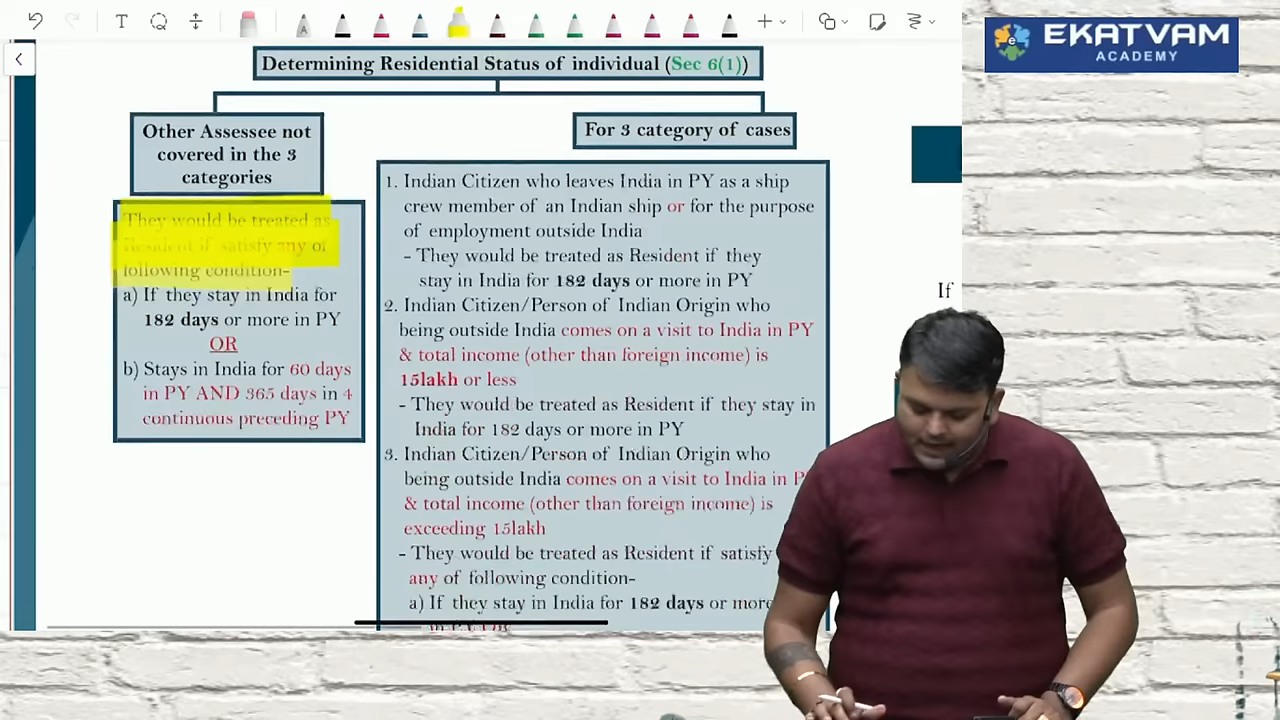 EKATVAM
ACADEMY
Determining Residential Status of individual (Sec 6(1))
Other Assessee not
covered in the 3
categories
They would be treated as
Resident if satisfy any of
following condition-
a) If they stay in India for
182 days or more in PY
OR
b) Stays in India for 60 days
in PY AND 365 days in 4
continuous preceding PY
For 3 category of cases
1. Indian Citizen who leaves India in PY as a ship
crew member of an Indian ship or for the purpose
of employment outside India
- They would be treated as Resident if they
stay in India for 182 days or more in PY
2. Indian Citizen/Person of Indian Origin who
being outside India comes on a visit to India in PY
& total income (other than foreign income) is
15lakh or less
- They would be treated as Resident if they stay in
India for 182 days or more in PY
3. Indian Citizen/Person of Indian Origin who
being outside India comes on a visit to India in
& total income (other than foreign income) is
exceeding 15lakh
- They would be treated as Resident if satisfy
any of following condition-
a) If they stay in India for 182 days or more
If